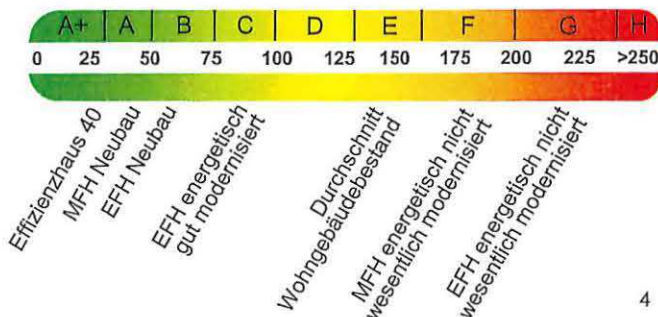 A+ A B C D E F G H
0 25 50 75 100 125 150 175 200 225 >250
Effizienzhaus 40
MFH Neubau
EFH Neubau
EFH energetisch
gut modernisiert
Durchschnitt
Wohngebäudebestand
MFH energetisch nicht
wesentlich modernisiert
EFH energetisch nicht
wesentlich modernisiert
4